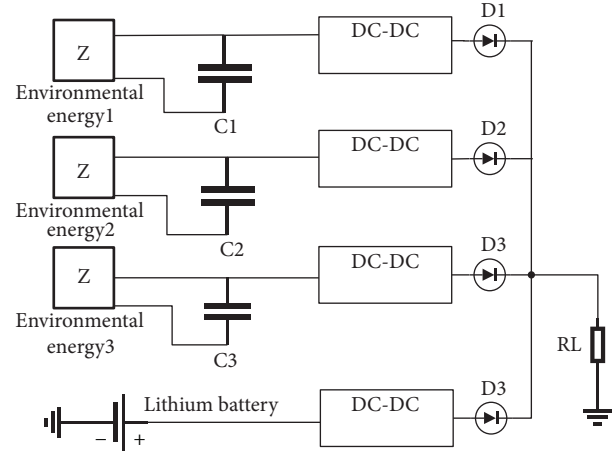 D1
Z
DC-DC
Environmental
energy1
C1
D2
Z
DC-DC
Environmental
energy2
C2
D3
Z
DC-DC
Environmental
energy3
C3
RL
D3
Lithium battery
DC-DC
− +